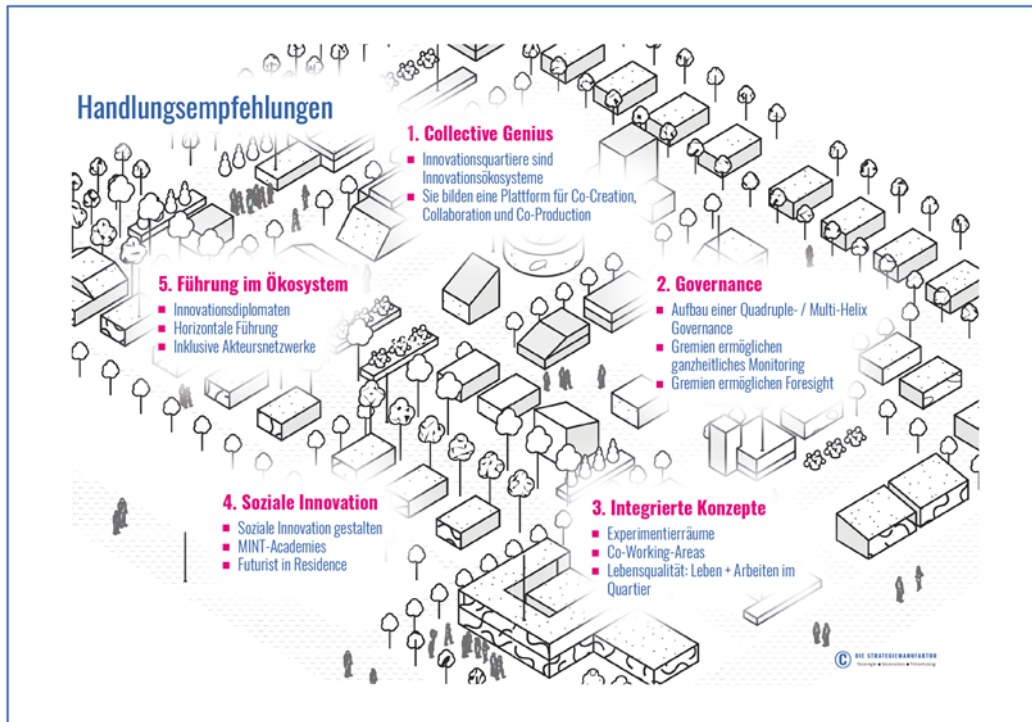 Handlungsempfehlungen
1. Collective Genius
Innovationsquartiere sind
Innovationsökosysteme
Sie bilden eine Plattform für Co-Creation,
Collaboration und Co-Production
2. Governance
Aufbau einer Quadruple- / Multi-Helix
Governance
Gremien ermöglichen
ganzheitliches Monitoring
Gremien ermöglichen Foresight
3. Integrierte Konzepte
Experimentierräume
Co-Working-Areas
Lebensqualität: Leben + Arbeiten im
Quartier
4. Soziale Innovation
Soziale Innovation gestalten
MINT-Academies
Futurist in Residence
5. Führung im Ökosystem
Innovationsdiplomaten
Horizontale Führung
Inklusive Akteursnetzwerke
C DIE STRATEGIEMANUFAKTUR